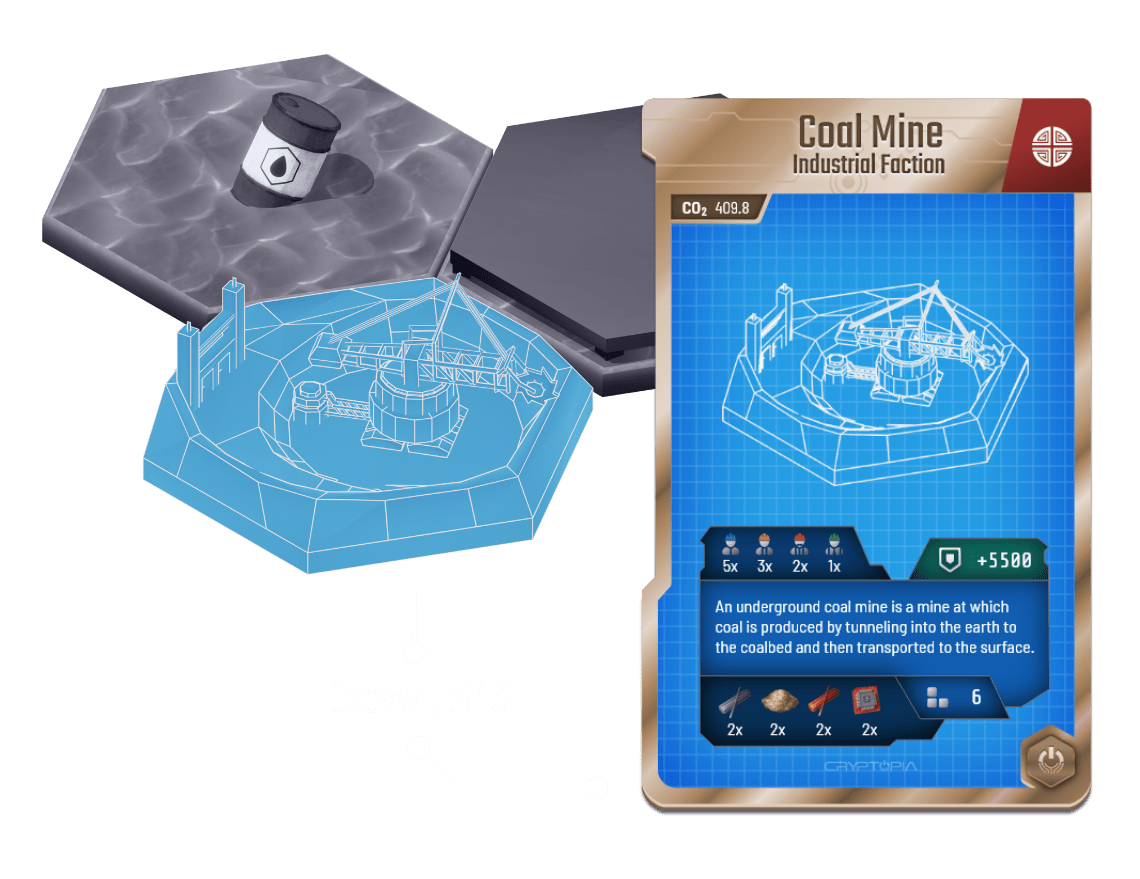 Coal Mine
Industrial Faction
CO₂ 409.8
5x 3x 2x 1x
+5500
An underground coal mine is a mine at which
coal is produced by tunneling into the earth to
the coalbed and then transported to the surface.
2x 2x 2x 2x
6
CRYPTOPIA